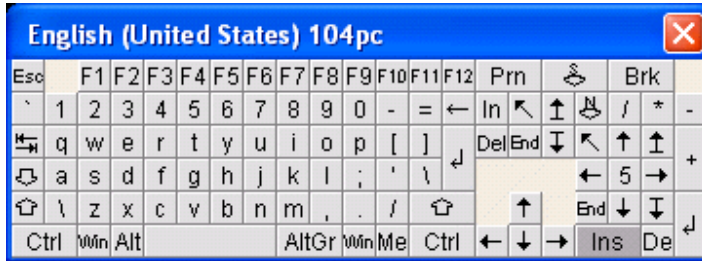 English (United States) 104pc
Esc F1 F2 F3 F4 F5 F6 F7 F8 F9 F10 F11 F12 Prn Brk
` 1 2 3 4 5 6 7 8 9 0 - = ← In ↖ ↥ N / * -
↹ q w e r t y u i o p [ ] ↵ Del End ↧ ↖ ↑ ↥ +
⇩ a s d f g h j k l ; ' \ ← 5 →
⇧ \ z x c v b n m , . / ⇧ ↑ End ↓ ↧ ↵
Ctrl Win Alt AltGr Win Me Ctrl ← ↓ → Ins De